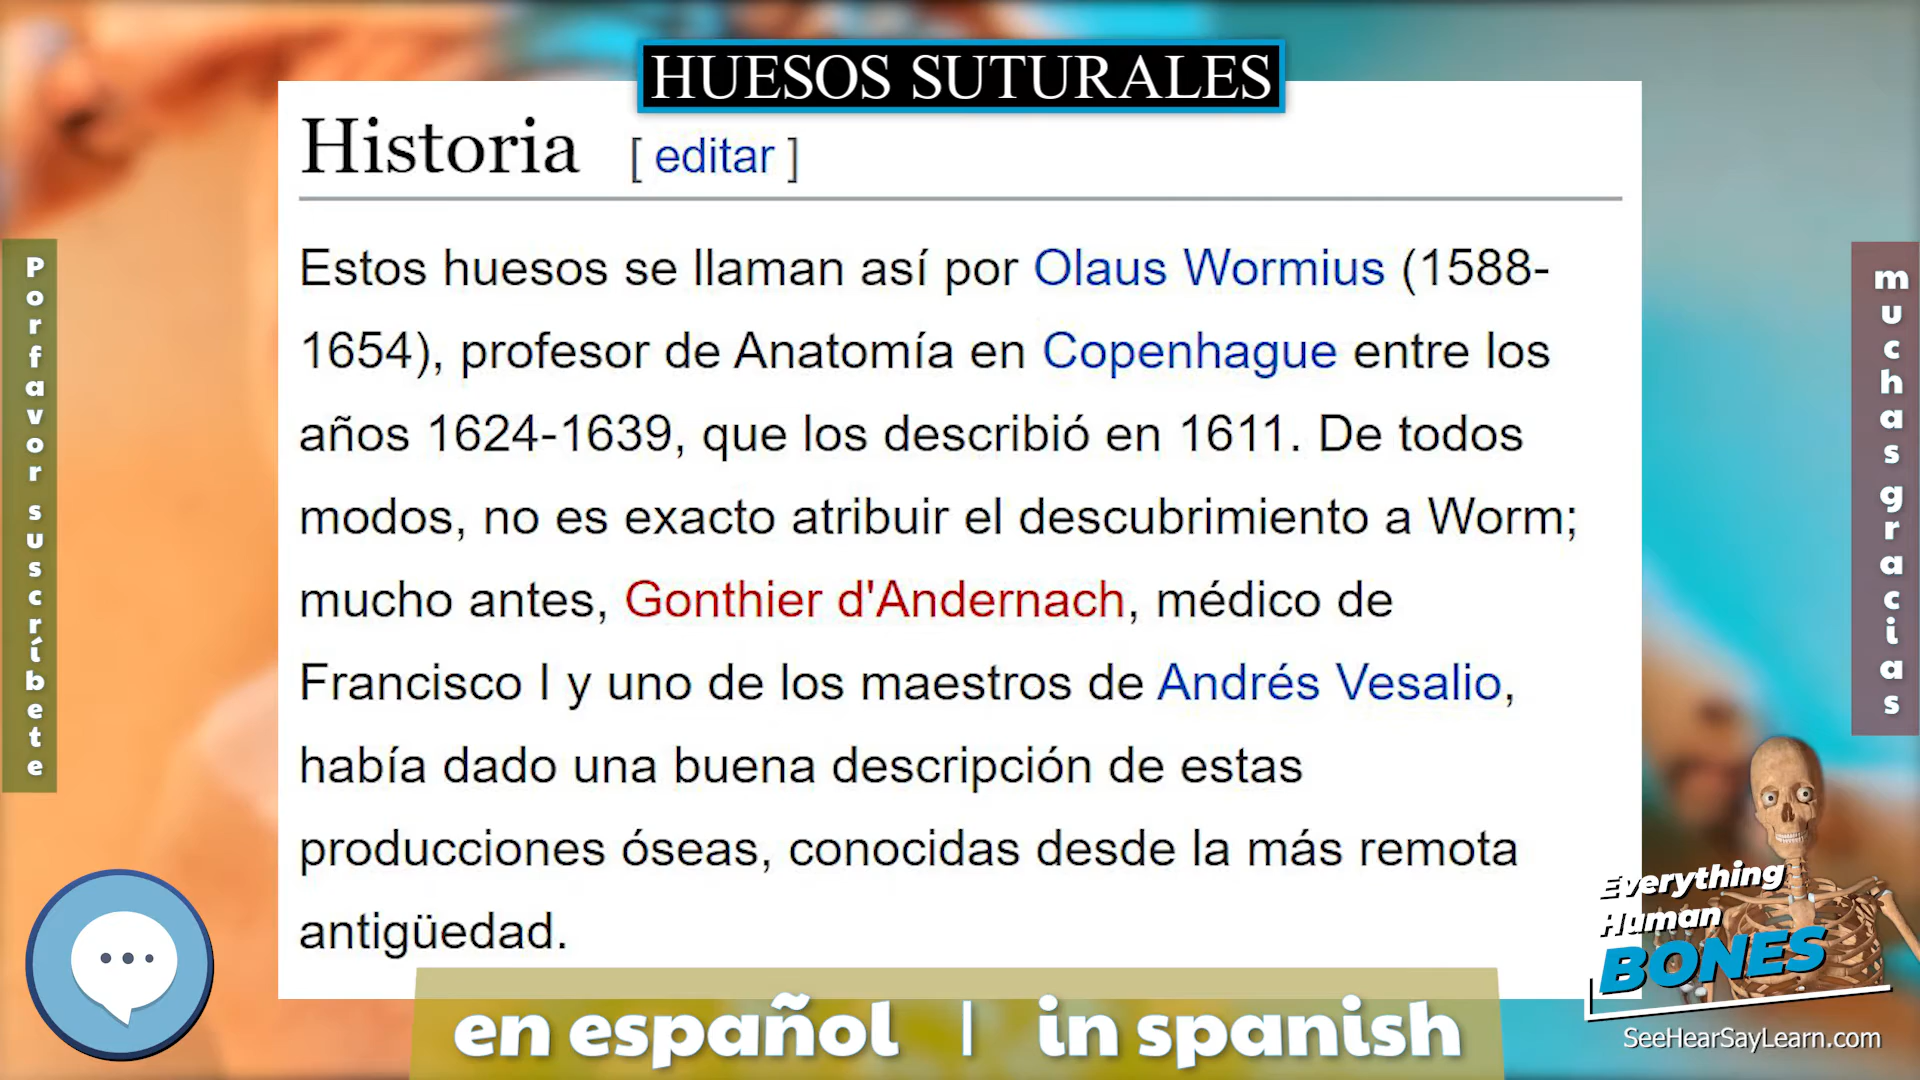 HUESOS SUTURALES
Historia [ editar ]
Estos huesos se llaman así por Olaus Wormius (1588-
1654), profesor de Anatomía en Copenhague entre los
años 1624-1639, que los describió en 1611. De todos
modos, no es exacto atribuir el descubrimiento a Worm;
mucho antes, Gonthier d'Andernach, médico de
Francisco I y uno de los maestros de Andrés Vesalio,
había dado una buena descripción de estas
producciones óseas, conocidas desde la más remota
antigüedad.
Por favor suscríbete
muchas gracias
Everything
Human
BONES
SeeHearSayLearn.com
en español | in spanish